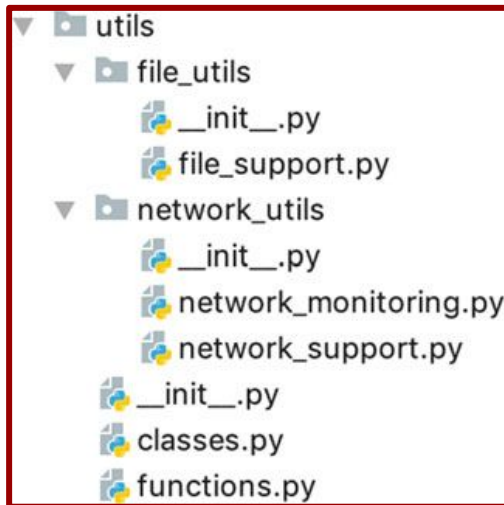 utils
file_utils
__init__.py
file_support.py
network_utils
__init__.py
network_monitoring.py
network_support.py
__init__.py
classes.py
functions.py